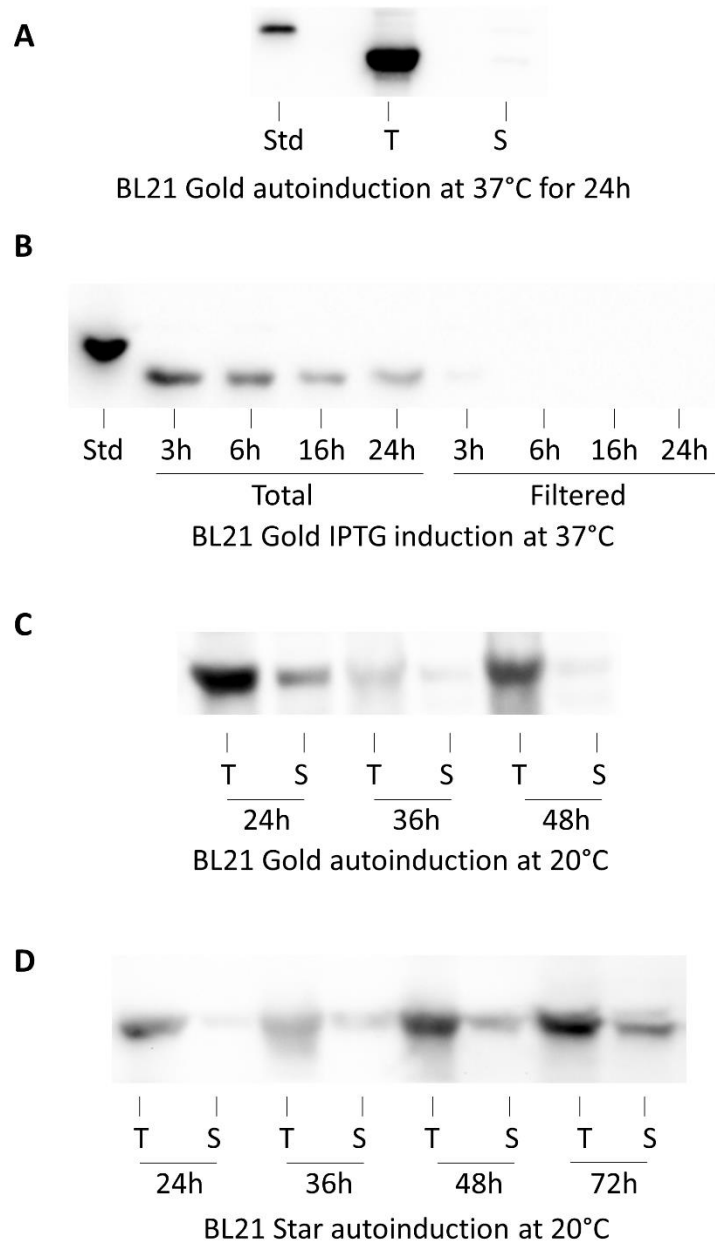 A
Std T S
BL21 Gold autoinduction at 37°C for 24h
B
Std 3h 6h 16h 24h 3h 6h 16h 24h
Total Filtered
BL21 Gold IPTG induction at 37°C
C
T S T S T S
24h 36h 48h
BL21 Gold autoinduction at 20°C
D
T S T S T S T S
24h 36h 48h 72h
BL21 Star autoinduction at 20°C